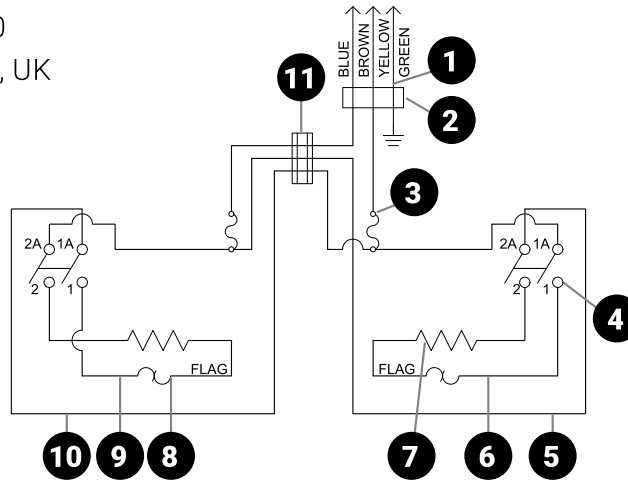 0
, UK
BLUE
BROWN
YELLOW
GREEN
1
11
2
3
2A 1A
2 1
2A 1A
2 1
4
FLAG
FLAG
10 9 8 7 6 5